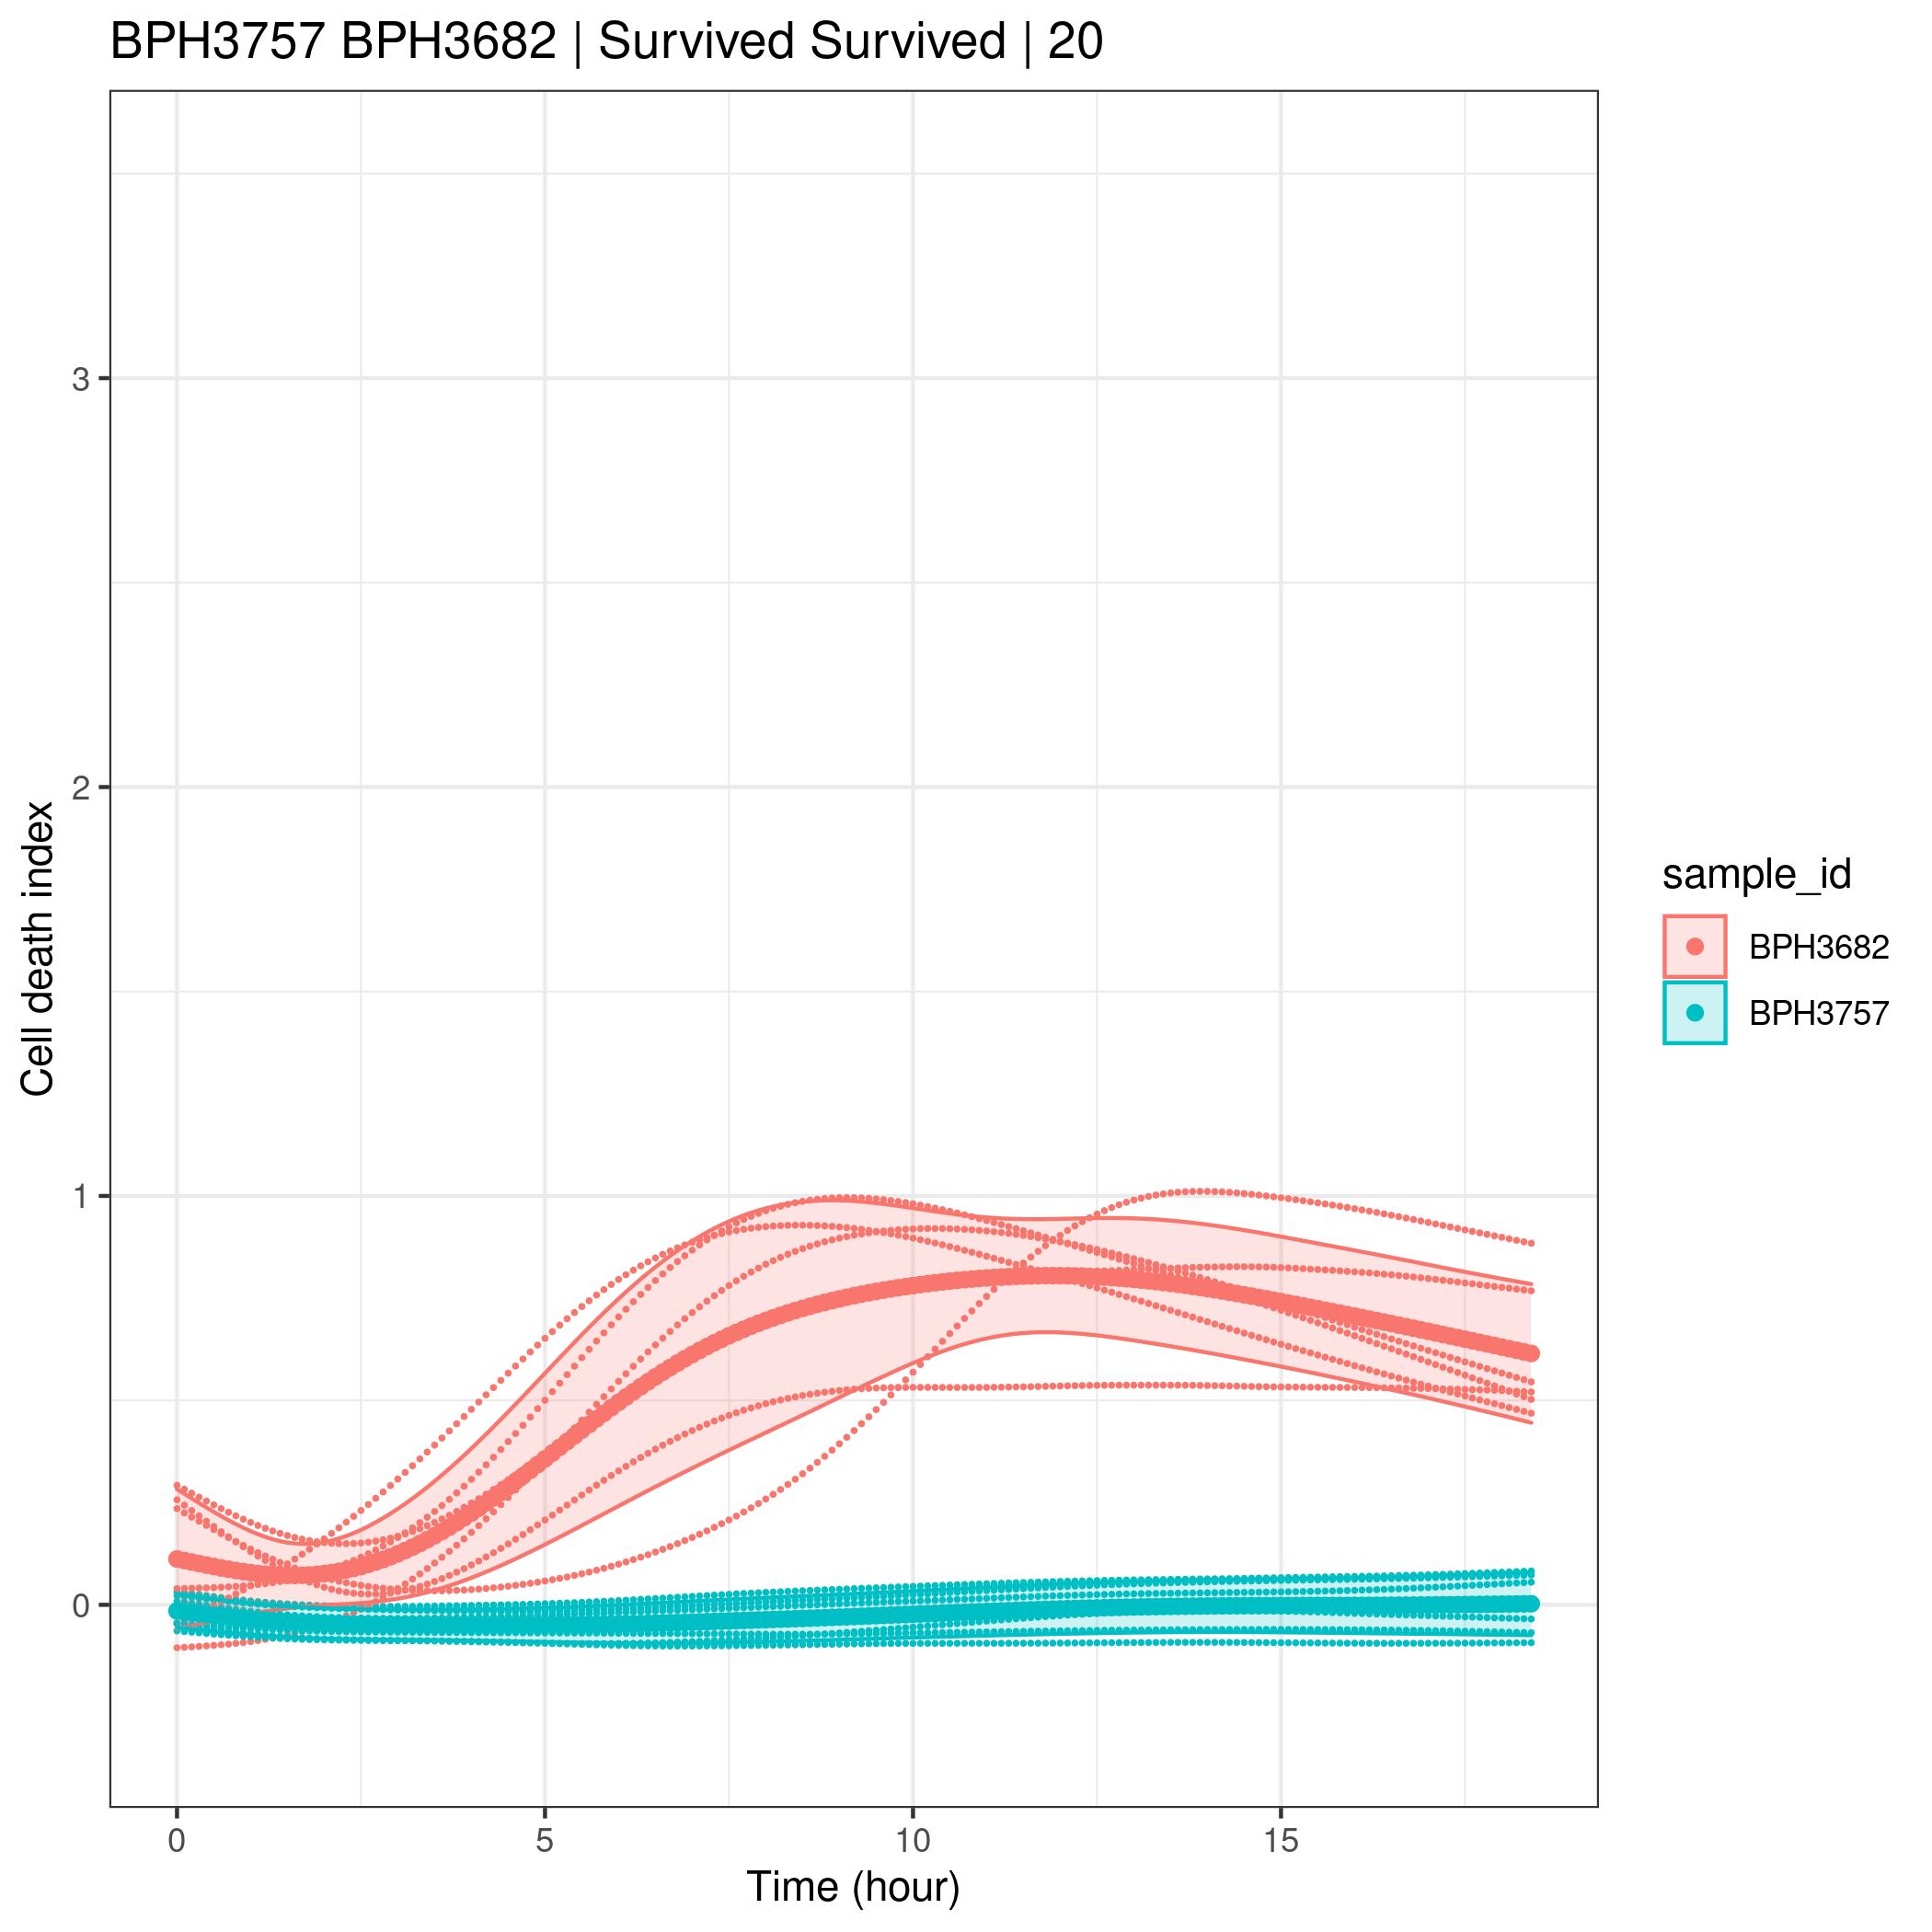 BPH3757 BPH3682 | Survived Survived | 20
Cell death index
3
2
1
0
0 5 10 15
Time (hour)
sample_id
BPH3682
BPH3757